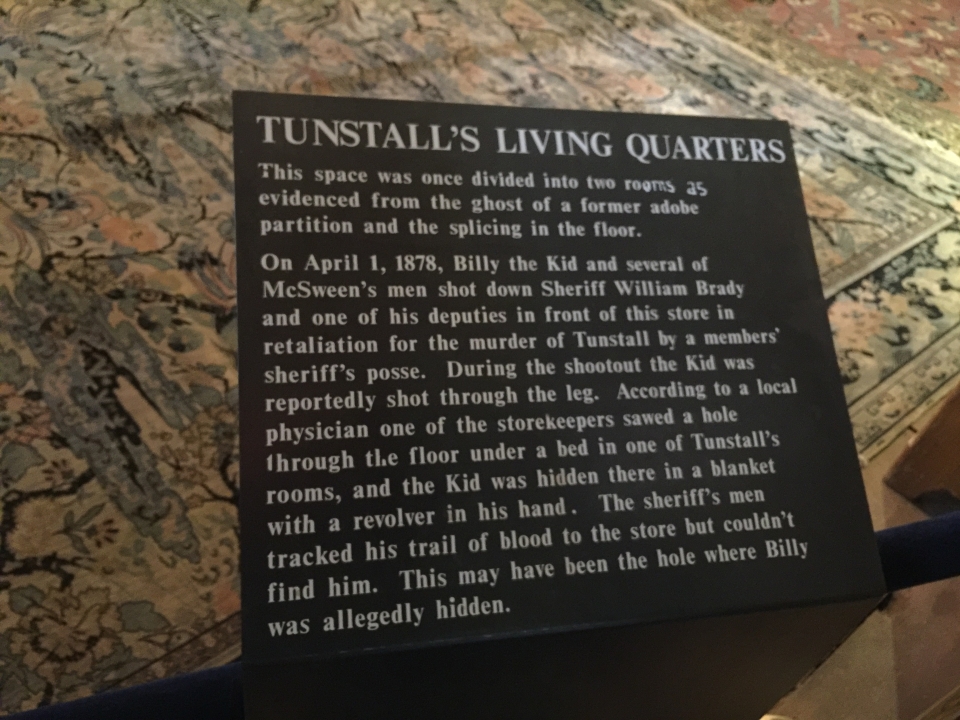 TUNSTALL'S LIVING QUARTERS
This space was once divided into two rooms as
evidenced from the ghost of a former adobe
partition and the splicing in the floor.
On April 1, 1878, Billy the Kid and several of
McSween's men shot down Sheriff William Brady
and one of his deputies in front of this store in
retaliation for the murder of Tunstall by a members'
sheriff's posse. During the shootout the Kid was
reportedly shot through the leg. According to a local
physician one of the storekeepers sawed a hole
through the floor under a bed in one of Tunstall's
rooms, and the Kid was hidden there in a blanket
with a revolver in his hand. The sheriff's men
tracked his trail of blood to the store but couldn't
find him. This may have been the hole where Billy
was allegedly hidden.